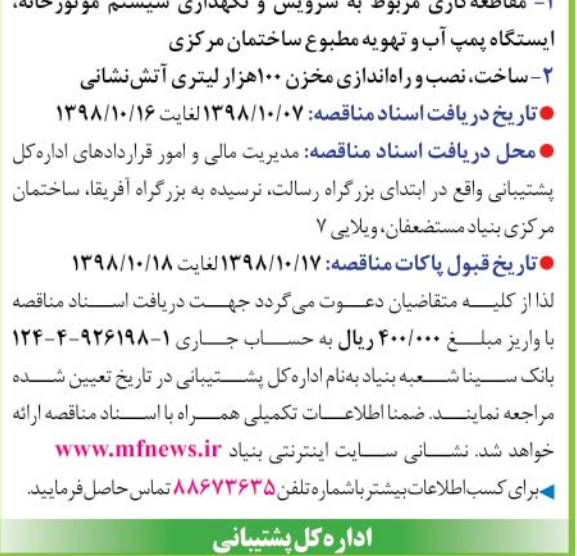 ۱- مقاطعه‌کاری مربوط به سرویس و نگهداری سیستم موتورخانه،
ایستگاه پمپ آب و تهویه مطبوع ساختمان مرکزی
۲- ساخت، نصب و راه‌اندازی مخزن ۱۰۰هزار لیتری آتش‌نشانی
● تاریخ دریافت اسناد مناقصه: ۱۳۹۸/۱۰/۰۷ لغایت ۱۳۹۸/۱۰/۱۶
● محل دریافت اسناد مناقصه: مدیریت مالی و امور قراردادهای اداره‌کل
پشتیبانی واقع در ابتدای بزرگراه رسالت، نرسیده به بزرگراه آفریقا، ساختمان
مرکزی بنیاد مستضعفان، ویلایی ۷
● تاریخ قبول پاکات مناقصه: ۱۳۹۸/۱۰/۱۷ لغایت ۱۳۹۸/۱۰/۱۸
لذا از کلیه متقاضیان دعوت می‌گردد جهت دریافت اسناد مناقصه
با واریز مبلغ ۴۰۰/۰۰۰ ریال به حساب جاری ۱-۹۲۶۱۹۸-۴-۱۲۴
بانک سینا شعبه بنیاد به‌نام اداره‌کل پشتیبانی در تاریخ تعیین شده
مراجعه نمایند. ضمنا اطلاعات تکمیلی همراه با اسناد مناقصه ارائه
خواهد شد. نشانی سایت اینترنتی بنیاد www.mfnews.ir
◄ برای کسب اطلاعات بیشتر با شماره تلفن ۸۸۶۷۳۶۳۵ تماس حاصل فرمایید.
اداره کل پشتیبانی